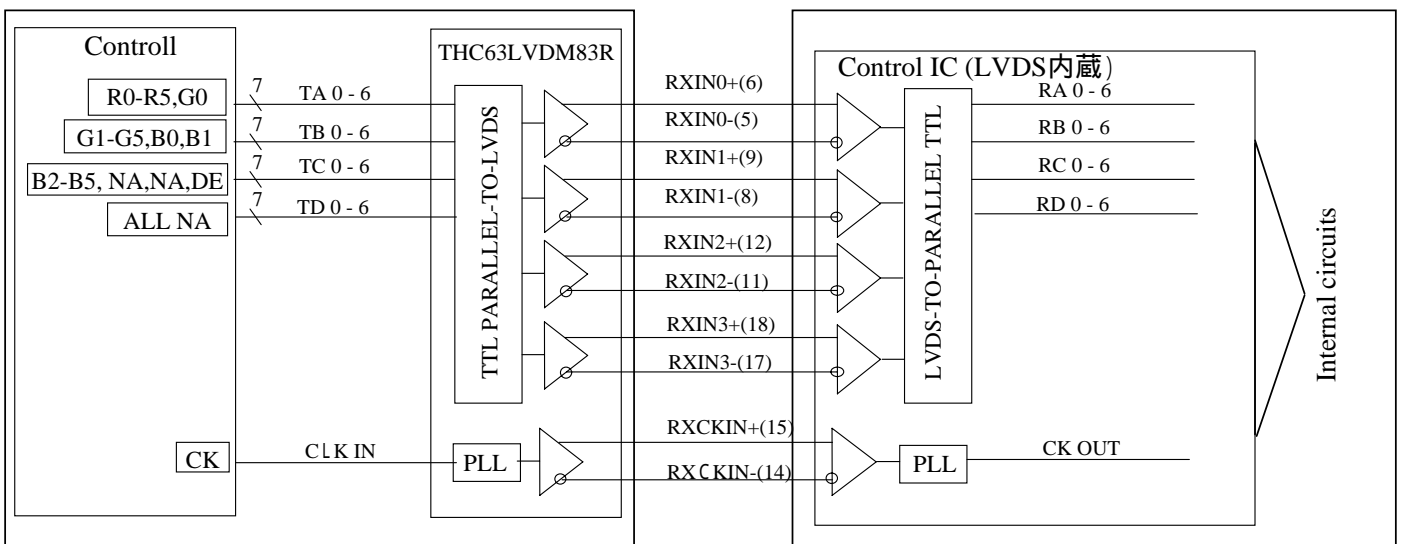 Controll
R0-R5,G0
G1-G5,B0,B1
B2-B5, NA,NA,DE
ALL NA
CK
7
TA 0 - 6
7
TB 0 - 6
7
TC 0 - 6
7
TD 0 - 6
CLK IN
THC63LVDM83R
TTL PARALLEL-TO-LVDS
PLL
RXIN0+(6)
RXIN0-(5)
RXIN1+(9)
RXIN1-(8)
RXIN2+(12)
RXIN2-(11)
RXIN3+(18)
RXIN3-(17)
RXCKIN+(15)
RXCKIN-(14)
Control IC (LVDS内蔵)
LVDS-TO-PARALLEL TTL
PLL
RA 0 - 6
RB 0 - 6
RC 0 - 6
RD 0 - 6
CK OUT
Internal circuits